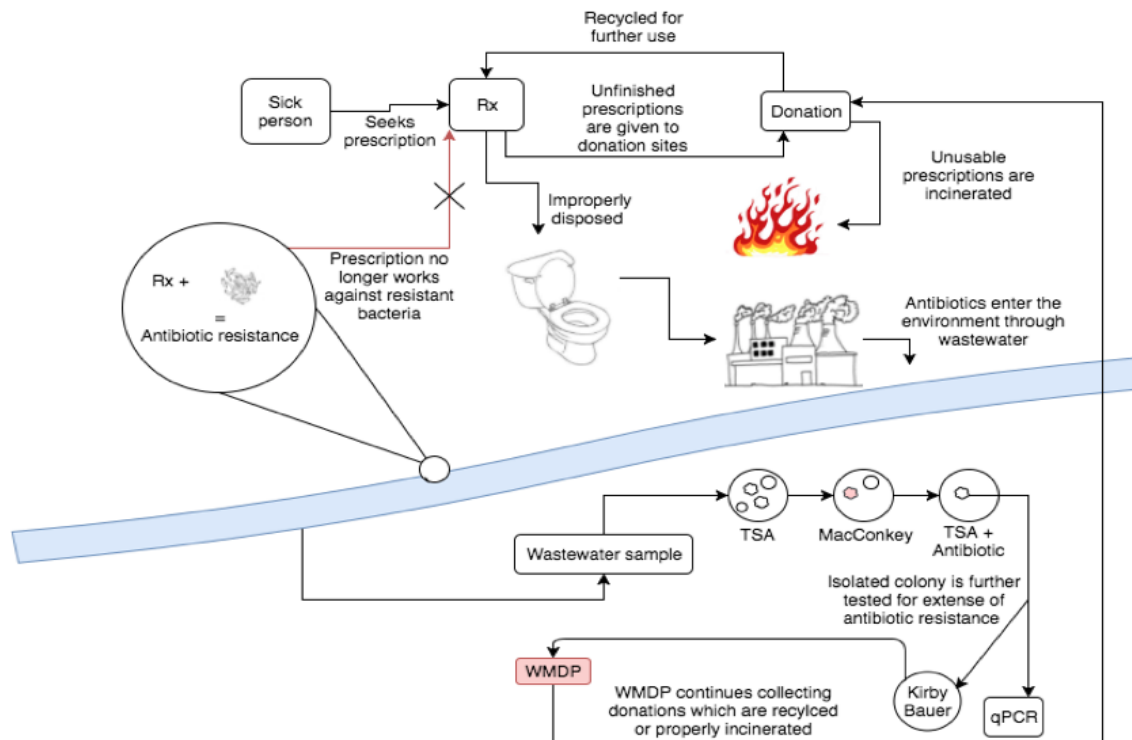 Recycled for
further use
Sick
person
Seeks
prescription
Rx
Unfinished
prescriptions
are given to
donation sites
Donation
Unusable
prescriptions are
incinerated
Improperly
disposed
Prescription no
longer works
against resistant
bacteria
Rx +
=
Antibiotic resistance
Antibiotics enter the
environment through
wastewater
Wastewater sample
TSA
MacConkey
TSA +
Antibiotic
Isolated colony is further
tested for extense of
antibiotic resistance
WMDP
WMDP continues collecting
donations which are recylced
or properly incinerated
Kirby
Bauer
qPCR